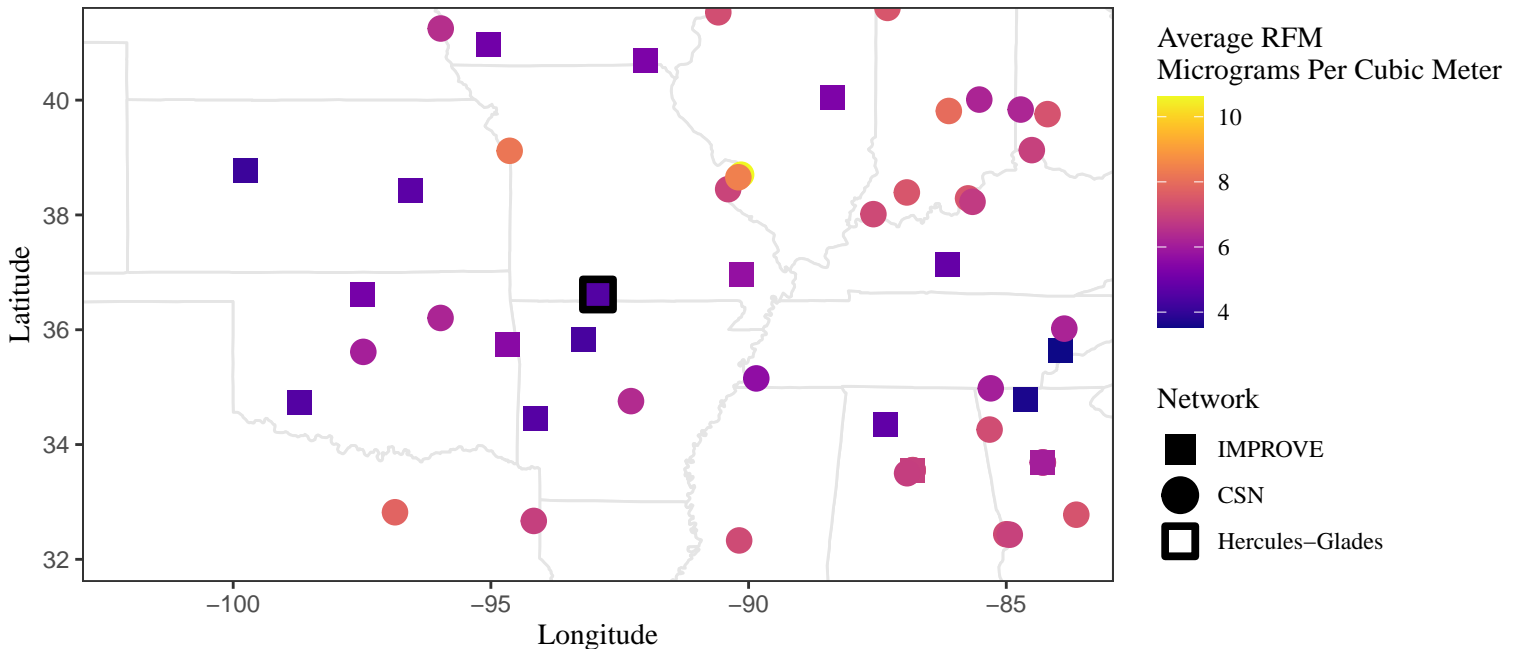 Average RFM
Micrograms Per Cubic Meter
10
8
6
4
Network
IMPROVE
CSN
Hercules−Glades
Latitude
40
38
36
34
32
−100
−95
−90
−85
Longitude